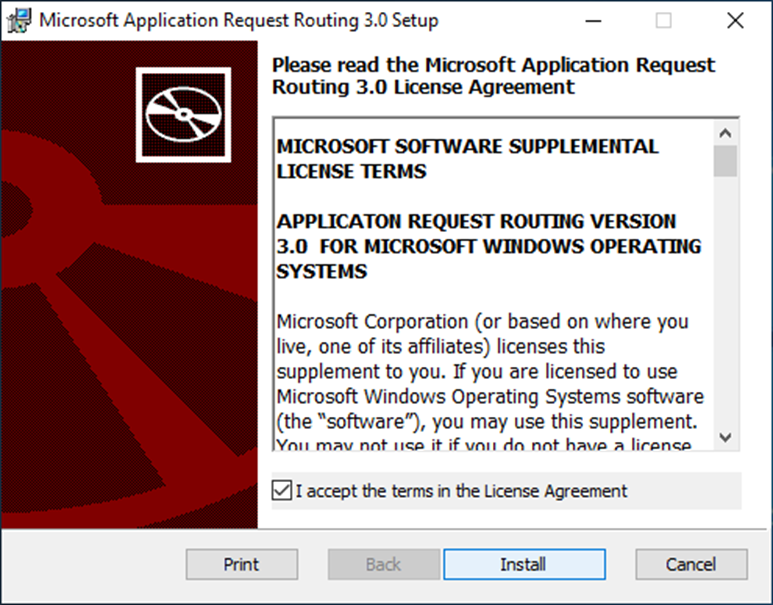 Microsoft Application Request Routing 3.0 Setup
Please read the Microsoft Application Request
Routing 3.0 License Agreement
MICROSOFT SOFTWARE SUPPLEMENTAL
LICENSE TERMS
APPLICATON REQUEST ROUTING VERSION
3.0 FOR MICROSOFT WINDOWS OPERATING
SYSTEMS
Microsoft Corporation (or based on where you
live, one of its affiliates) licenses this
supplement to you. If you are licensed to use
Microsoft Windows Operating Systems software
(the “software”), you may use this supplement.
You may not use it if you do not have a license
I accept the terms in the License Agreement
Print Back Install Cancel